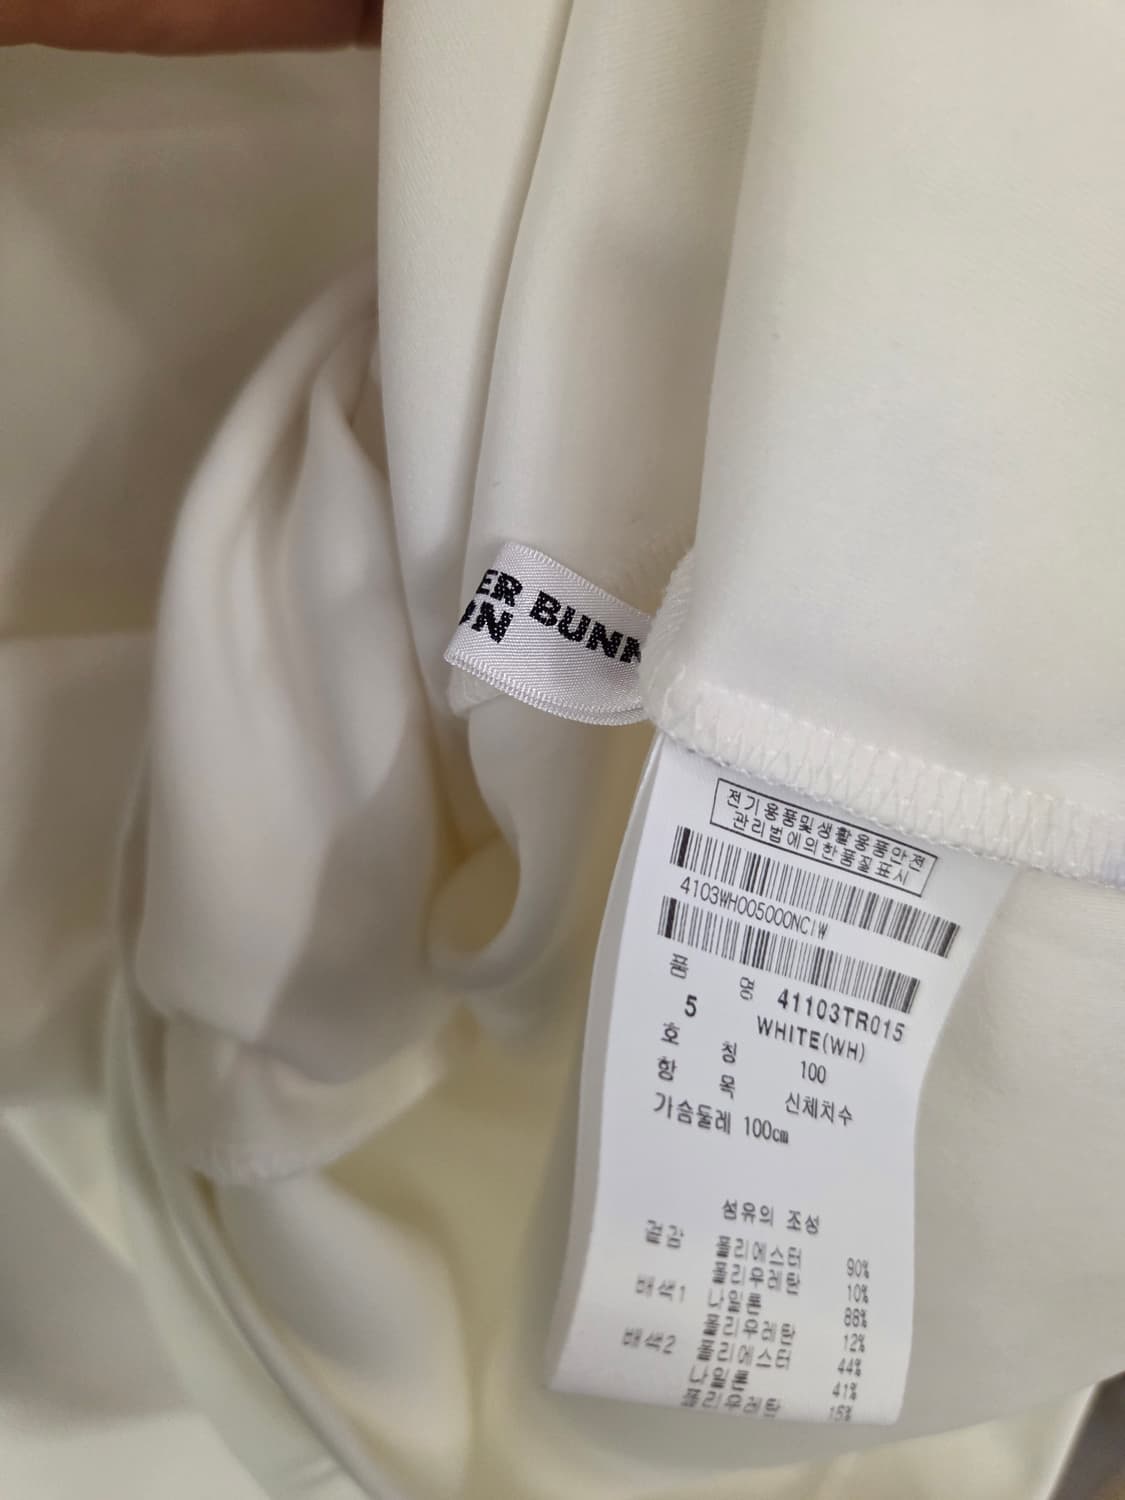 ER BUNN
ON
전기용품및생활용품안전
관리법에의한품질표시
4103WH005000NCIW
품 명 41103TR015
5 WHITE(WH)
호 칭 100
항 목 신체치수
가슴둘레 100cm
섬유의 조성
겉감 폴리에스터 90%
폴리우레탄 10%
배색1 나일론 86%
폴리우레탄 12%
배색2 폴리에스터 44%
나일론 41%
폴리우레탄 15%